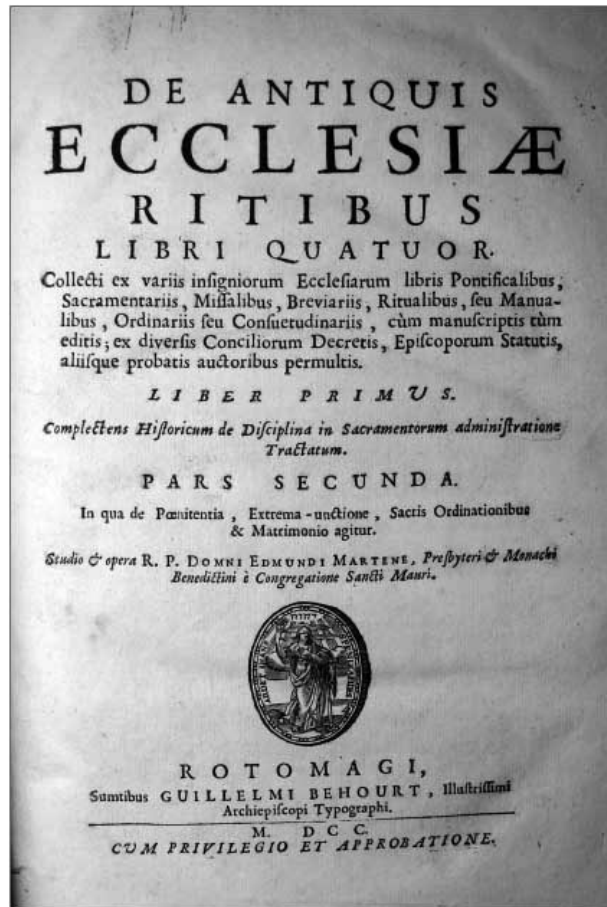 DE ANTIQUIS
ECCLESIÆ
RITIBUS
LIBRI QUATUOR.
Collecti ex variis insigniorum Ecclesiarum libris Pontificalibus,
Sacramentariis, Missalibus, Breviariis, Ritualibus, seu Manua-
libus, Ordinariis seu Consuetudinariis, cùm manuscriptis tùm
editis; ex diversis Conciliorum Decretis, Episcoporum Statutis,
aliisque probatis auctoribus permultis.
LIBER PRIMUS.
Complectens Historicum de Disciplina in Sacramentorum administratione
Tractatum.
PARS SECUNDA.
In qua de Pœnitentia, Extrema-unctione, Sacris Ordinationibus
& Matrimonio agitur.
Studio & opera R. P. DOMNI EDMUNDI MARTENE, Presbyteri & Monachi
Benedictini è Congregatione Sancti Mauri.
ROTOMAGI,
Sumtibus GUILLELMI BEHOURT, Illustrissimi
Archiepiscopi Typographi.
M. DCC.
CVM PRIVILEGIO ET APPROBATIONE.